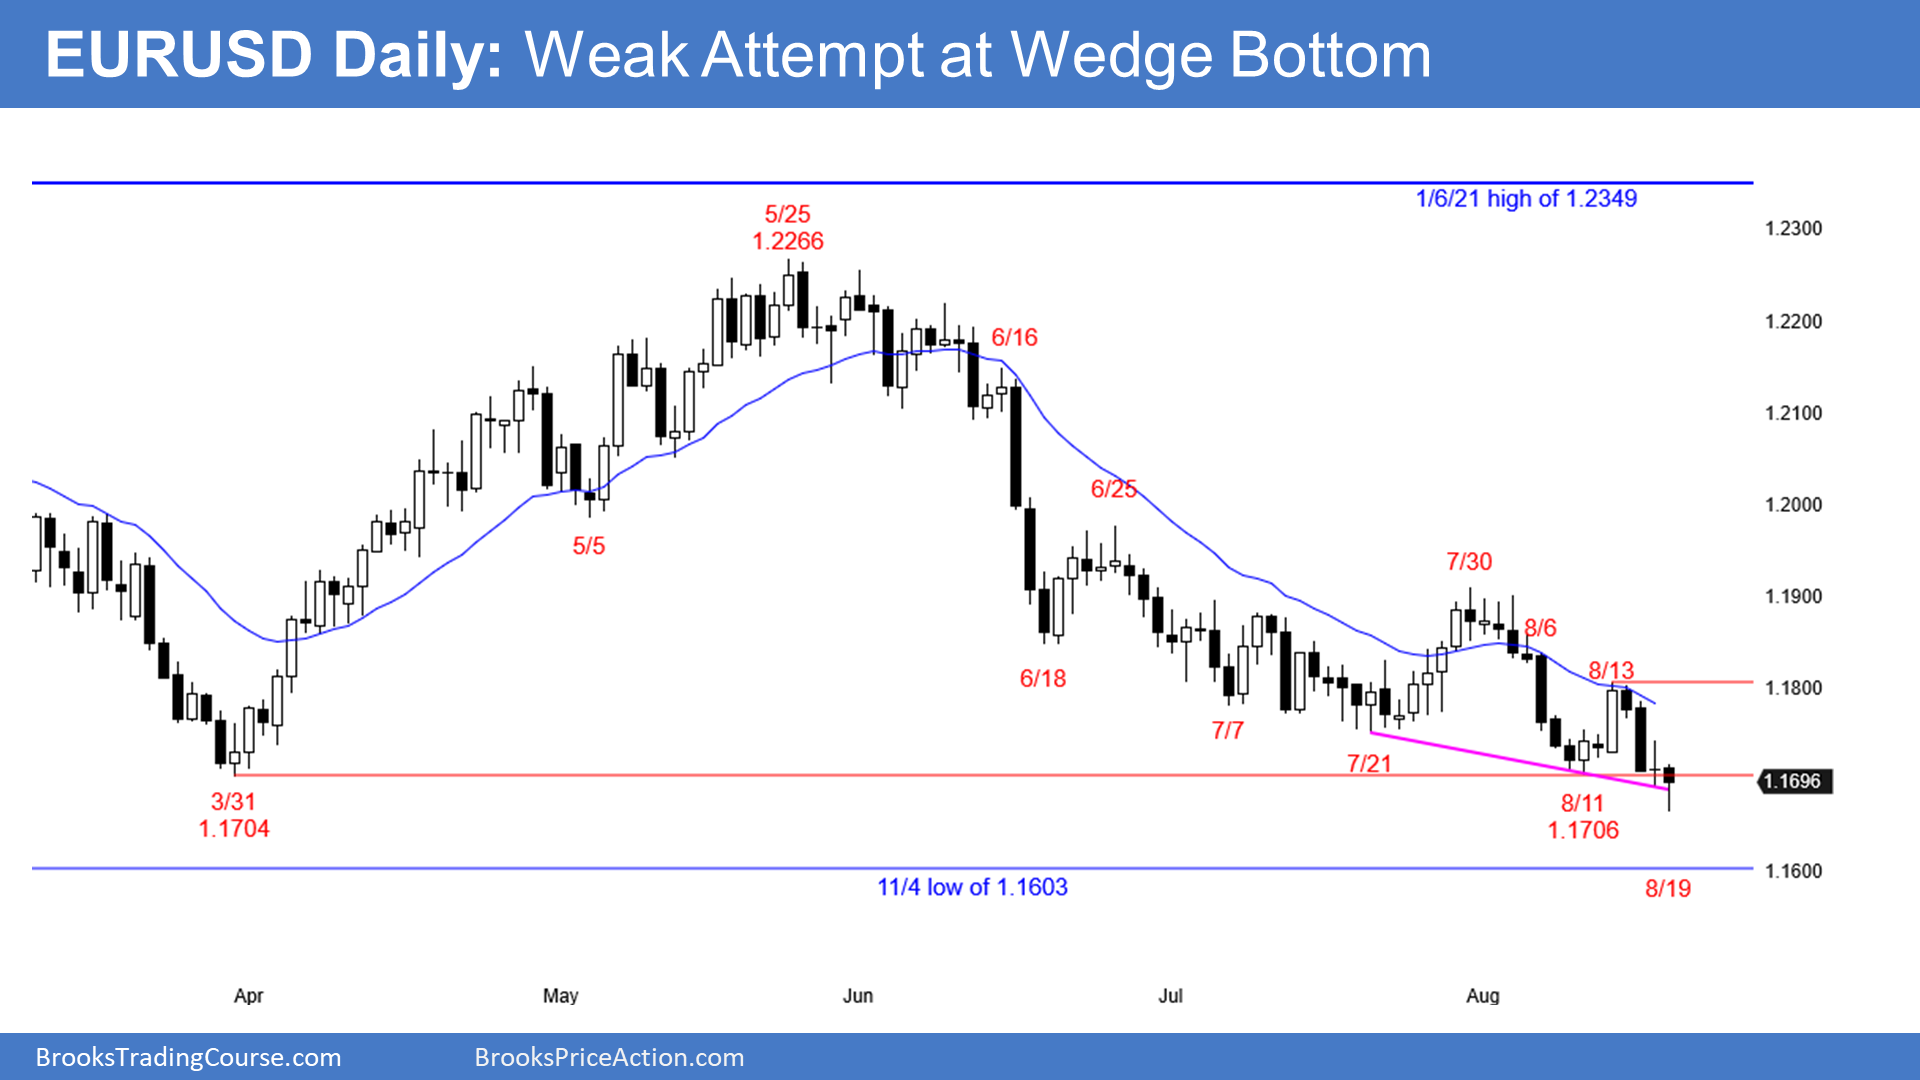 EURUSD Daily: Weak Attempt at Wedge Bottom
1/6/21 high of 1.2349
5/25
1.2266
1.2300
1.2200
6/16
1.2100
6/25
1.2000
5/5
7/30
1.1900
8/6
6/18
8/13
1.1800
7/7
7/21
1.1696
3/31
1.1704
8/11
1.1706
11/4 low of 1.1603
1.1600
8/19
Apr
May
Jun
Jul
Aug
BrooksTradingCourse.com
BrooksPriceAction.com